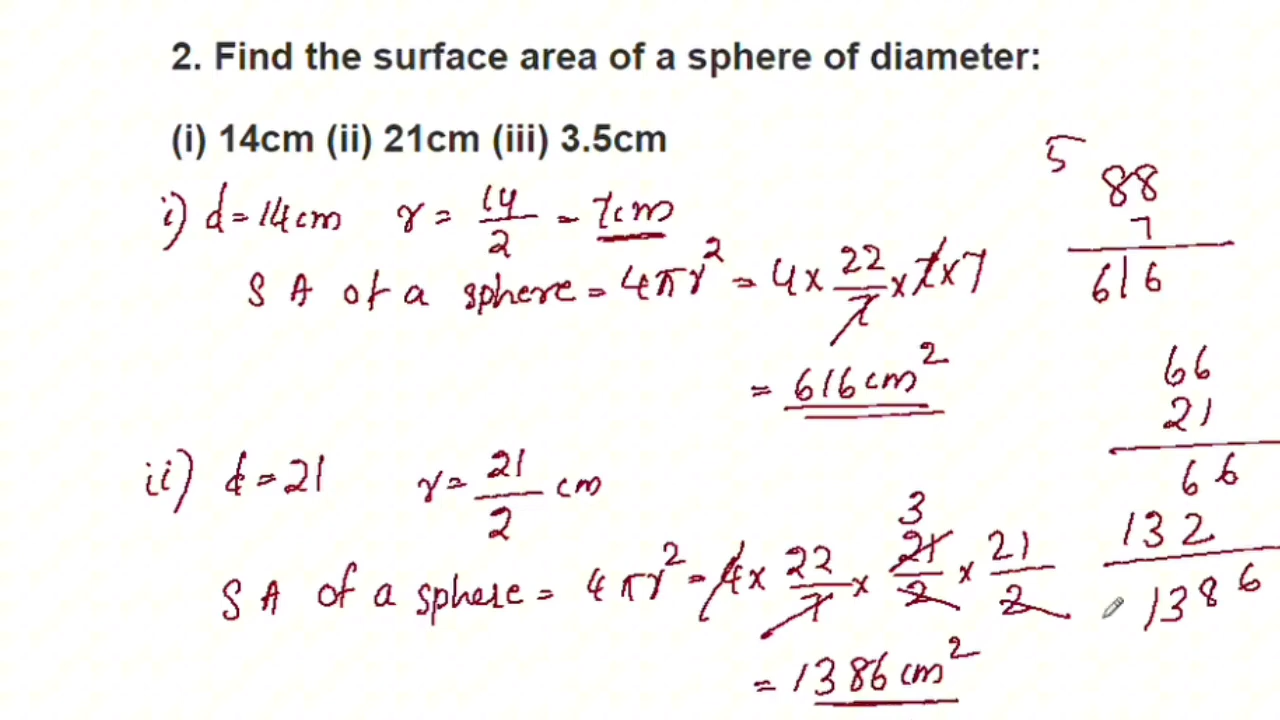 2. Find the surface area of a sphere of diameter:
(i) 14cm (ii) 21cm (iii) 3.5cm
i) d = 14cm r = 14/2 = 7cm
S A of a sphere = 4πr² = 4 × 22/7 × 7 × 7
= 616 cm²
ii) d = 21 r = 21/2 cm
S A of a sphere = 4πr² = 4 × 22/7 × 21/2 × 21/2
3
= 1386 cm²
5
88
7
616
66
21
66
132
1386